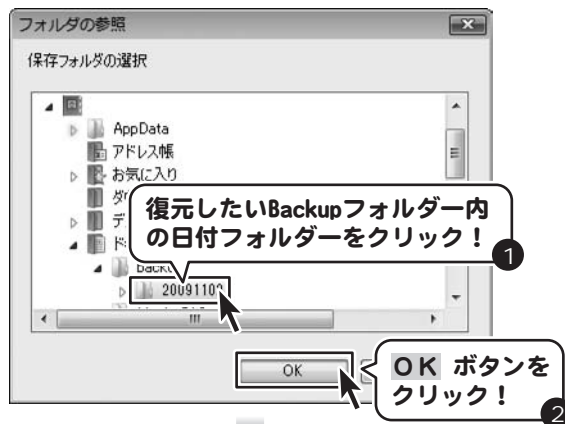 フォルダの参照
保存フォルダの選択
AppData
アドレス帳
お気に入り
復元したいBackupフォルダー内
の日付フォルダーをクリック！
1
OK
OK ボタンを
クリック！
2